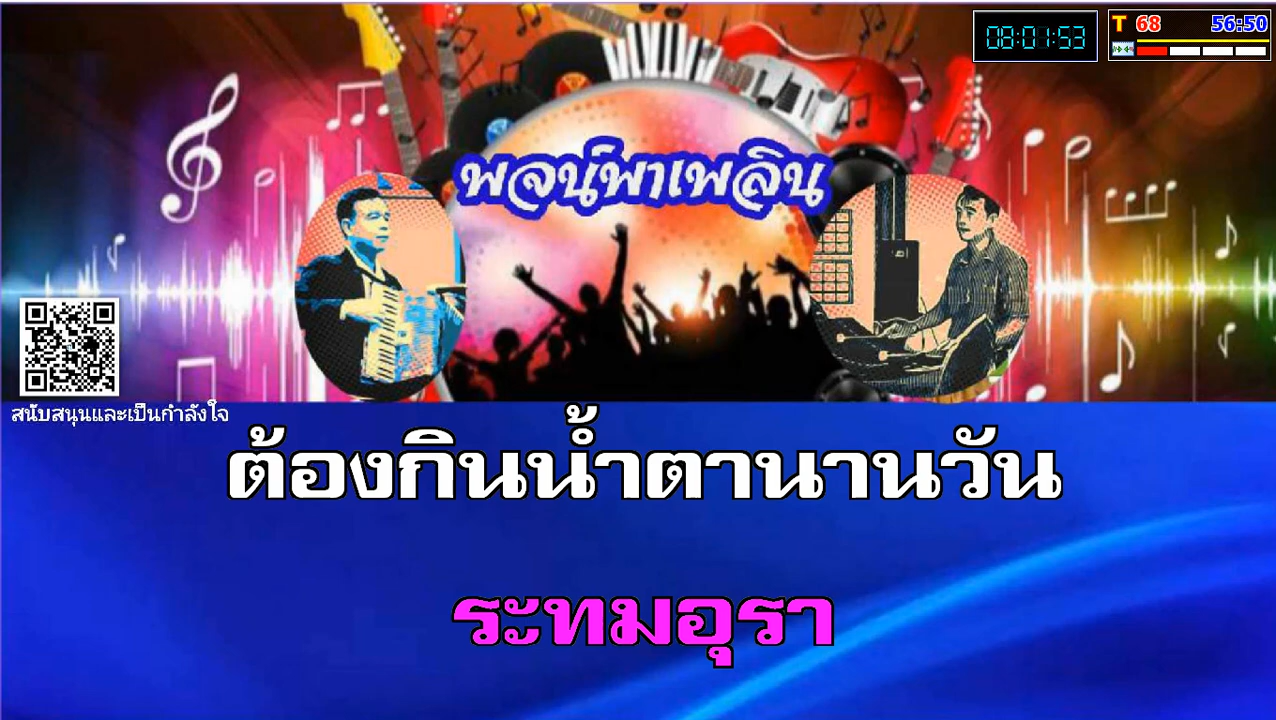 08:01:53
T 68 56:50
พจน์พาเพลิน
สนับสนุนและเป็นกำลังใจ
ต้องกินน้ำตานานวัน
ระทมอุรา